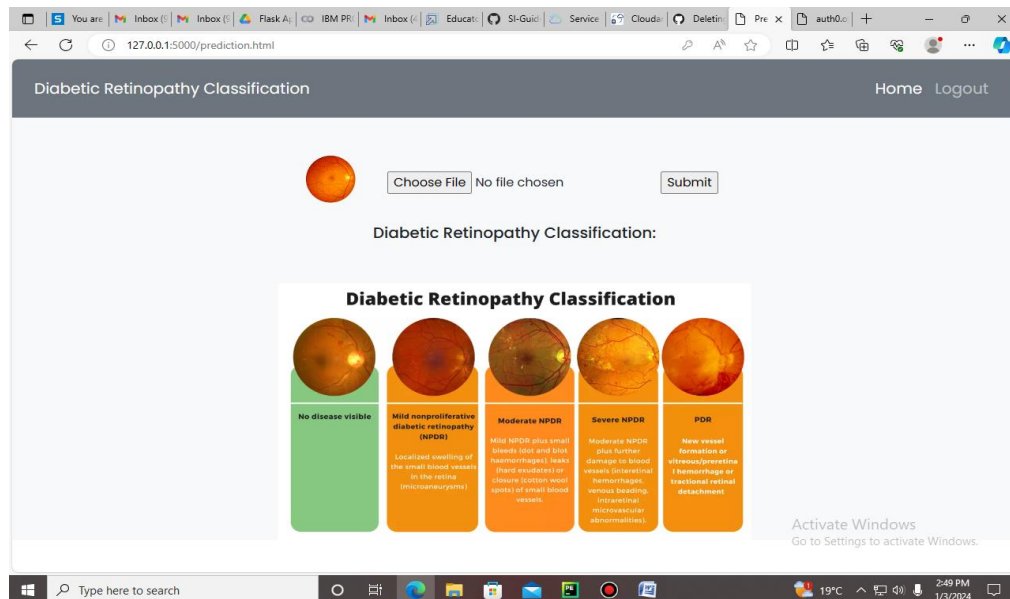 You are
Inbox (9
Inbox (9
Flask Ap
IBM PR
Inbox (4
Educat
SI-Guid
Service
Cloudar
Deletin
Pre
auth0.c
127.0.0.1:5000/prediction.html
Diabetic Retinopathy Classification
Home Logout
Choose File No file chosen Submit
Diabetic Retinopathy Classification:
Diabetic Retinopathy Classification
No disease visible
Mild nonproliferative
diabetic retinopathy
(NPDR)
Localized swelling of
the small blood vessels
in the retina
(microaneurysms)
Moderate NPDR
Mild NPDR plus small
bleeds (dot and blot
haemorrhages), leaks
(hard exudates) or
closure (cotton wool
spots) of small blood
vessels.
Severe NPDR
Moderate NPDR
plus further
damage to blood
vessels (interetinal
hemorrhages,
venous beading,
intraretinal
microvascular
abnormalities).
PDR
New vessel
formation or
vitreous/preretina
l hemorrhage or
tractional retinal
detachment
Activate Windows
Go to Settings to activate Windows.
Type here to search
19°C
2:49 PM
1/3/2024